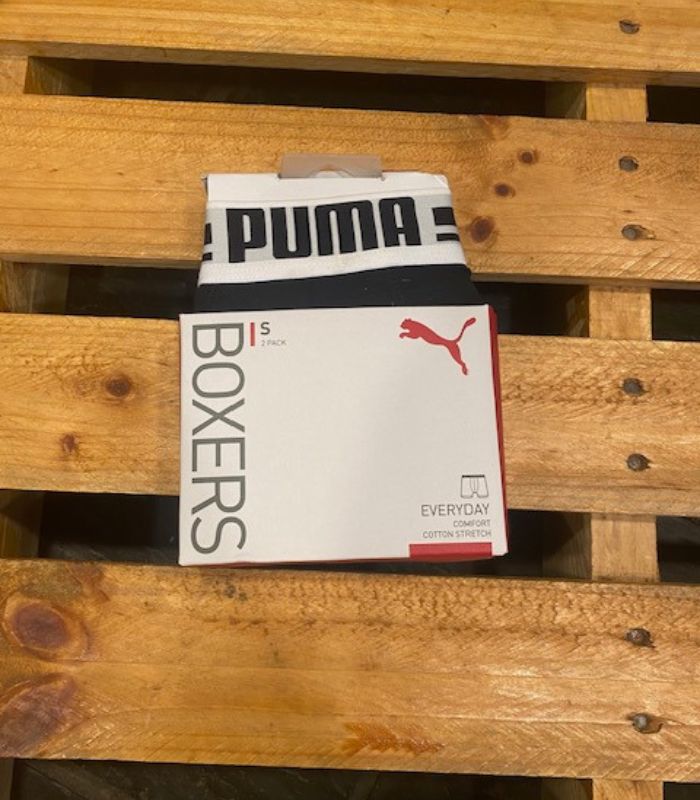 PUMA
BOXERS
S
2 PACK
EVERYDAY
COMFORT
COTTON STRETCH